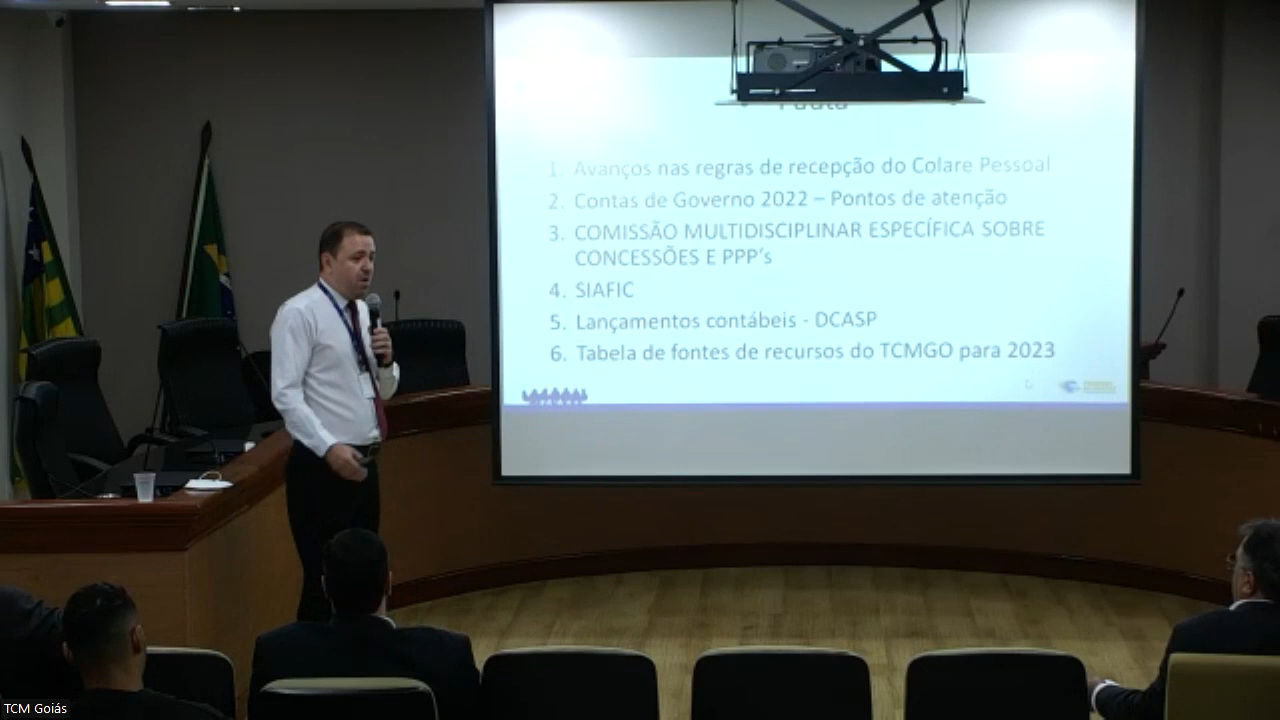 Pauta
1. Avanços nas regras de recepção do Colare Pessoal
2. Contas de Governo 2022 – Pontos de atenção
3. COMISSÃO MULTIDISCIPLINAR ESPECÍFICA SOBRE
CONCESSÕES E PPP’s
4. SIAFIC
5. Lançamentos contábeis - DCASP
6. Tabela de fontes de recursos do TCMGO para 2023
TCM Goiás